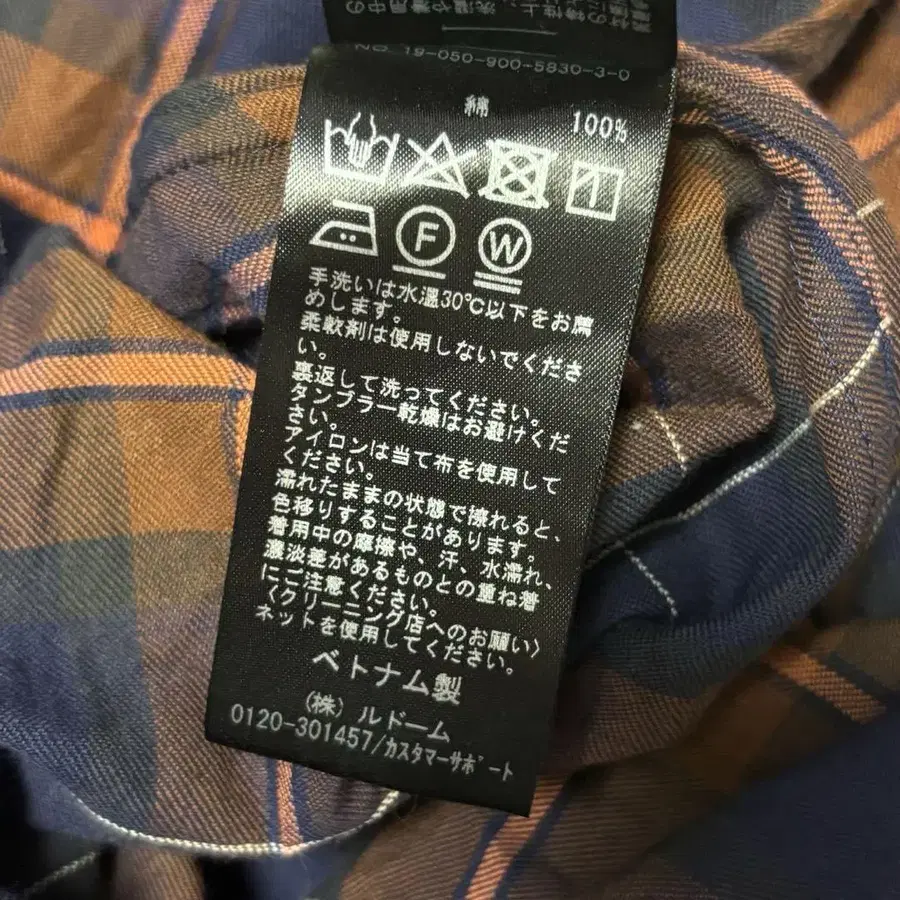 NO 19-050-900-5830-3-0
綿 100%
F W
手洗いは水温30℃以下をお薦
めします。
柔軟剤は使用しないでくださ
い。
裏返して洗ってください。
タンブラー乾燥はお避けくだ
さい。
アイロンは当て布を使用して
ください。
濡れたままの状態で擦れると、
色移りすることがあります。
着用中の摩擦や、汗、水濡れ、
濃淡差があるものとの重ね着
にご注意ください。
〈クリーニング店へのお願い〉
ネットを使用してください。
ベトナム製
(株) ルドーム
0120-301457/カスタマーサポート